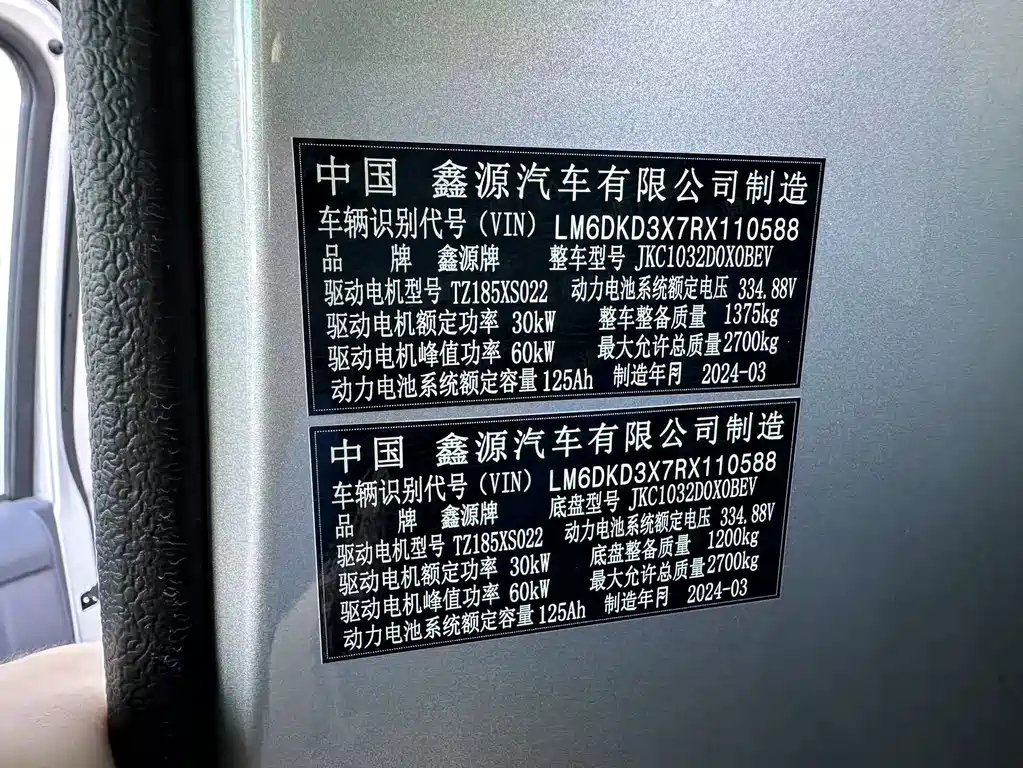 中国 鑫源汽车有限公司制造
车辆识别代号(VIN) LM6DKD3X7RX110588
品 牌 鑫源牌 整车型号 JKC1032D0X0BEV
驱动电机型号 TZ185XS022 动力电池系统额定电压 334.88V
驱动电机额定功率 30kW 整车整备质量 1375kg
驱动电机峰值功率 60kW 最大允许总质量 2700kg
动力电池系统额定容量 125Ah 制造年月 2024-03
中国 鑫源汽车有限公司制造
车辆识别代号(VIN) LM6DKD3X7RX110588
品 牌 鑫源牌 底盘型号 JKC1032D0X0BEV
驱动电机型号 TZ185XS022 动力电池系统额定电压 334.88V
驱动电机额定功率 30kW 底盘整备质量 1200kg
驱动电机峰值功率 60kW 最大允许总质量 2700kg
动力电池系统额定容量 125Ah 制造年月 2024-03